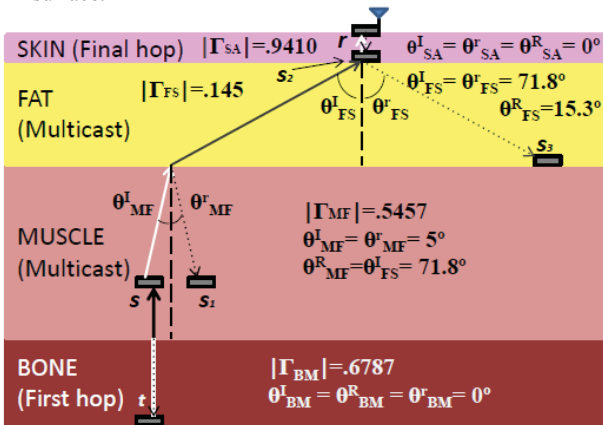 r
SKIN (Final hop) |ΓSA|=.9410 θᴵSA= θʳSA= θᴿSA= 0º
s₂
FAT
(Multicast)
|ΓFS|=.145
θᴵFS θʳFS
θᴵFS= θʳFS= 71.8º
θᴿFS=15.3º
s₃
θᴵMF θʳMF
MUSCLE
(Multicast)
|ΓMF|=.5457
θᴵMF= θʳMF= 5º
θᴿMF=θᴵFS= 71.8º
s s₁
BONE
(First hop) t
|ΓBM|=.6787
θᴵBM = θᴿBM = θʳBM= 0º